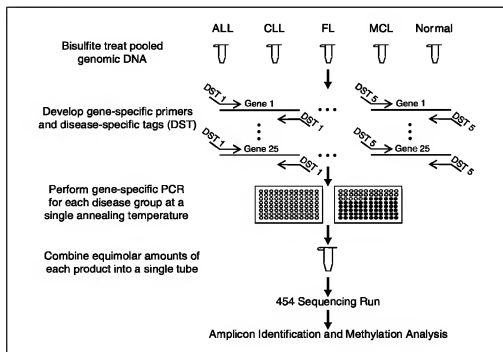 ALL CLL FL MCL Normal
Bisulfite treat pooled
genomic DNA
DST 1 Gene 1 DST 1 ... DST 5 Gene 1 DST 5
Develop gene-specific primers
and disease-specific tags (DST)
DST 1 Gene 25 DST 1 ... DST 5 Gene 25 DST 5
Perform gene-specific PCR
for each disease group at a
single annealing temperature
Combine equimolar amounts of
each product into a single tube
454 Sequencing Run
Amplicon Identification and Methylation Analysis